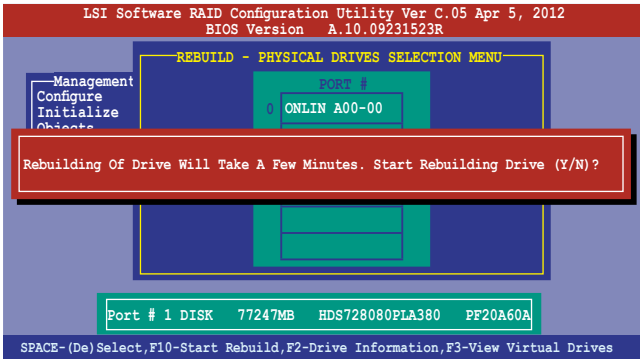 LSI Software RAID Configuration Utility Ver C.05 Apr 5, 2012
BIOS Version A.10.09231523R
REBUILD - PHYSICAL DRIVES SELECTION MENU
Management
Configure
Initialize
Objects
PORT #
0 ONLIN A00-00
Rebuilding Of Drive Will Take A Few Minutes. Start Rebuilding Drive (Y/N)?
Port # 1 DISK 77247MB HDS728080PLA380 PF20A60A
SPACE-(De)Select,F10-Start Rebuild,F2-Drive Information,F3-View Virtual Drives